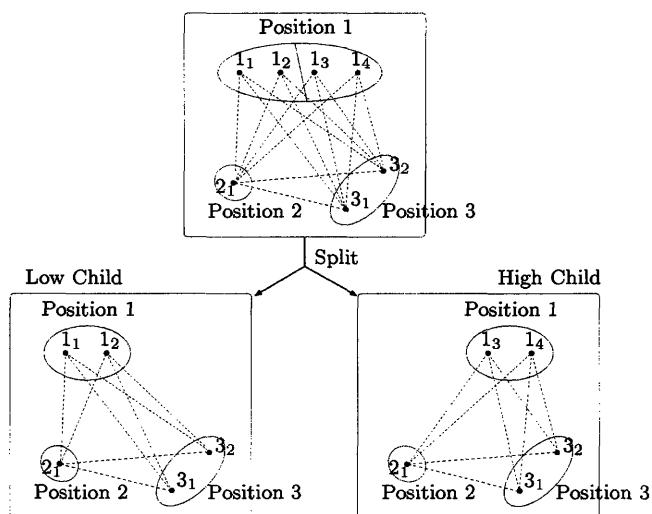 Position 1
1₁ 1₂ 1₃ 1₄
3₂
2₁
3₁
Position 2 Position 3
Split
Low Child High Child
Position 1
1₁ 1₂
3₂
2₁
3₁
Position 2 Position 3
Position 1
1₃ 1₄
3₂
2₁
3₁
Position 2 Position 3